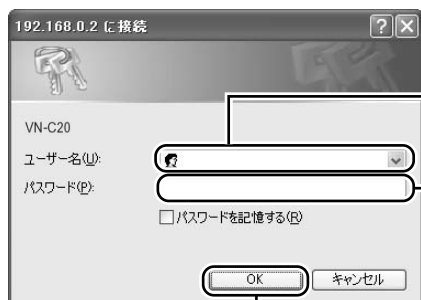 192.168.0.2 に接続
VN-C20
ユーザー名(U):
パスワード(P):
パスワードを記憶する(R)
OK
キャンセル